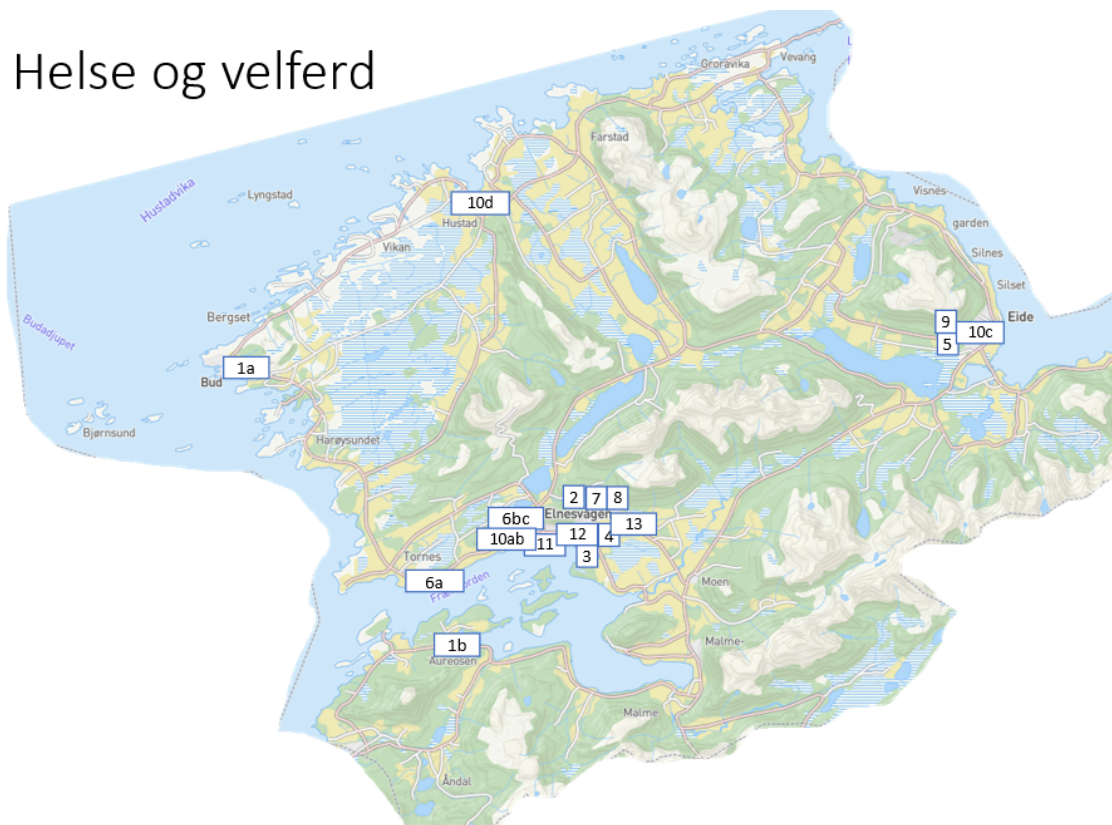 Helse og velferd
Vevang
Groravika
Farstad
Hustadvika
Lyngstad
Visnes
10d
Hustad
garden
Vikan
Silnes
Silset
Budadjupet
Bergset
9
Eide
10c
5
1a
Bud
Bjørnsund
Harøysundet
2
7
8
Elnesvågen
6bc
13
12
4
10ab
11
3
Tornes
6a
Moen
1b
Malme-
Aureosen
Malme
Åndal